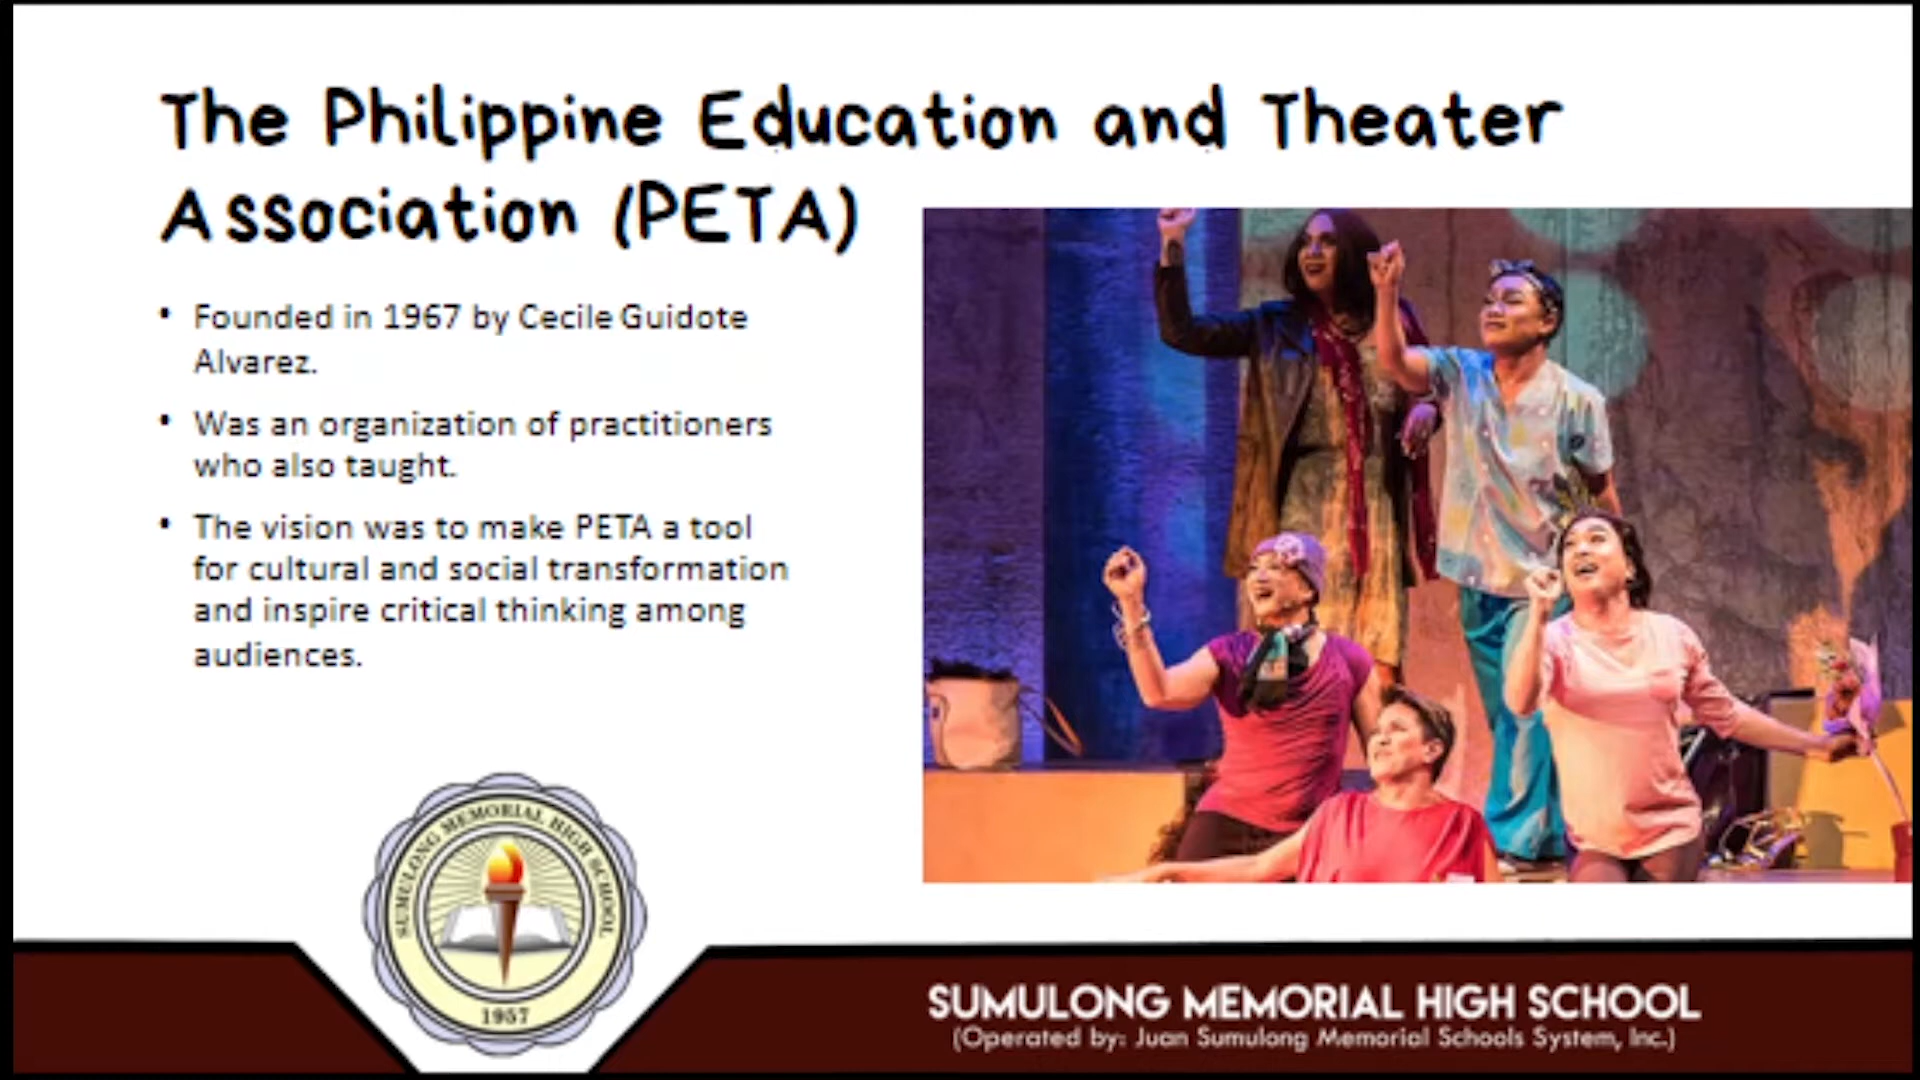 The Philippine Education and Theater
Association (PETA)
• Founded in 1967 by Cecile Guidote
Alvarez.
• Was an organization of practitioners
who also taught.
• The vision was to make PETA a tool
for cultural and social transformation
and inspire critical thinking among
audiences.
SUMULONG MEMORIAL HIGH SCHOOL
1957
SUMULONG MEMORIAL HIGH SCHOOL
(Operated by: Juan Sumulong Memorial Schools System, Inc.)